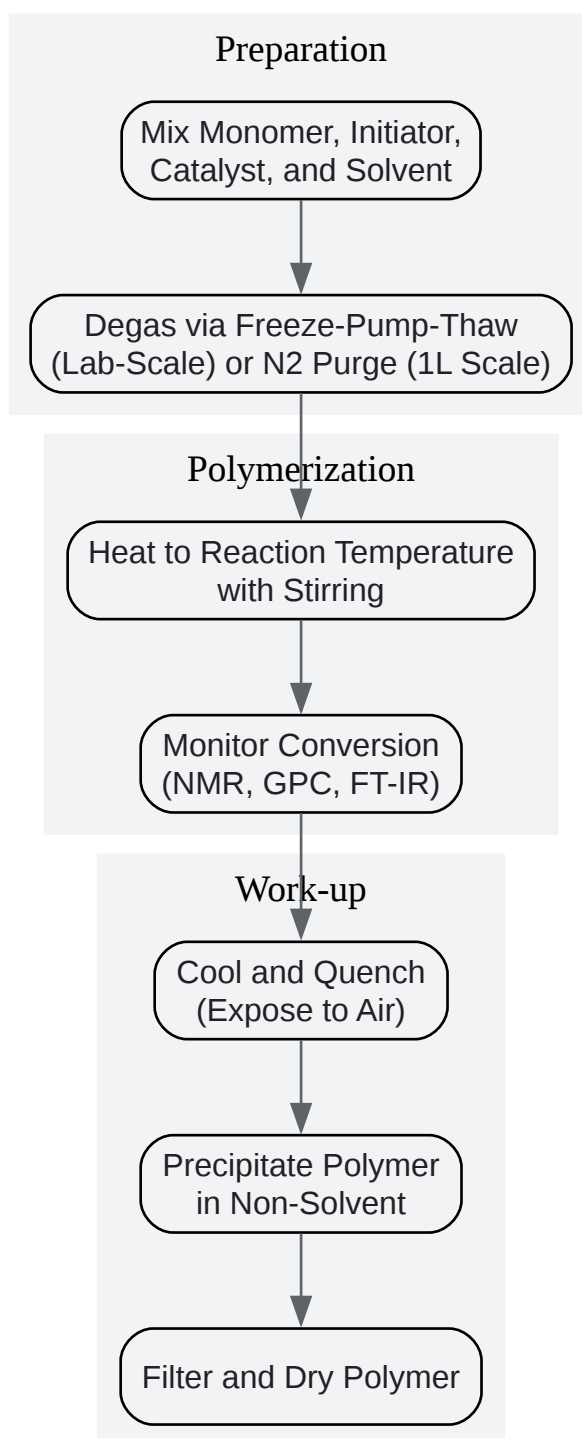 Preparation
Mix Monomer, Initiator,
Catalyst, and Solvent
Degas via Freeze-Pump-Thaw
(Lab-Scale) or N2 Purge (1L Scale)
Polymerization
Heat to Reaction Temperature
with Stirring
Monitor Conversion
(NMR, GPC, FT-IR)
Work-up
Cool and Quench
(Expose to Air)
Precipitate Polymer
in Non-Solvent
Filter and Dry Polymer